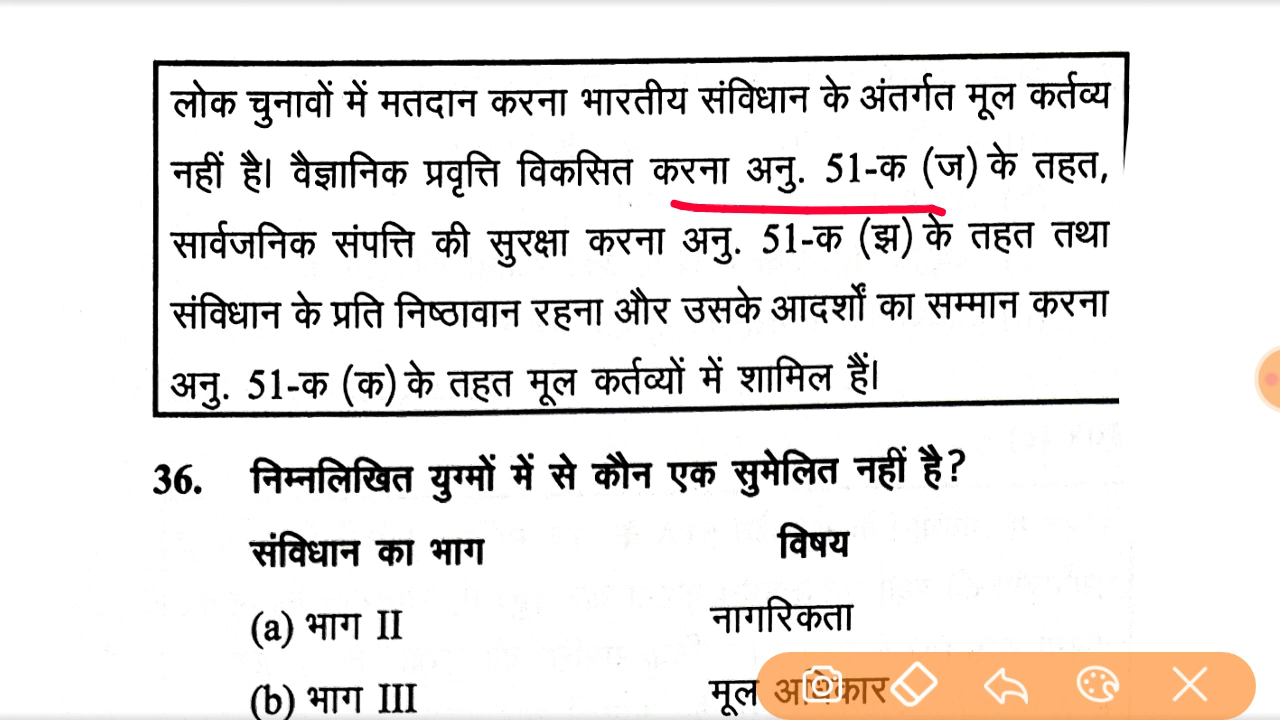 लोक चुनावों में मतदान करना भारतीय संविधान के अंतर्गत मूल कर्तव्य
नहीं है। वैज्ञानिक प्रवृत्ति विकसित करना अनु. 51-क (ज) के तहत,
सार्वजनिक संपत्ति की सुरक्षा करना अनु. 51-क (झ) के तहत तथा
संविधान के प्रति निष्ठावान रहना और उसके आदर्शों का सम्मान करना
अनु. 51-क (क) के तहत मूल कर्तव्यों में शामिल हैं।
36. निम्नलिखित युग्मों में से कौन एक सुमेलित नहीं है?
संविधान का भाग विषय
(a) भाग II नागरिकता
(b) भाग III मूल अधिकार